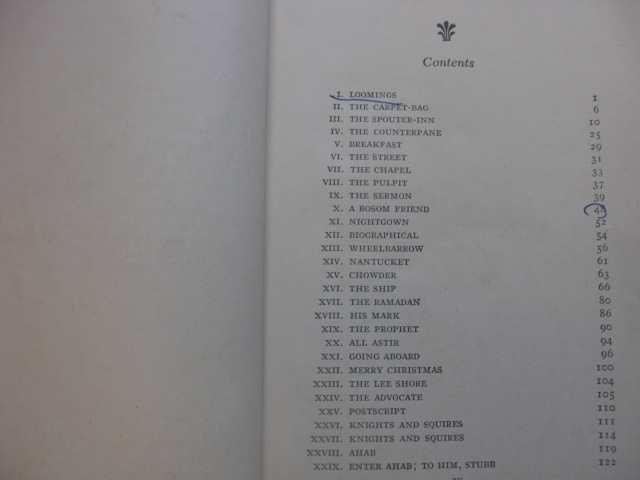 Contents
I. LOOMINGS 1
II. THE CARPET-BAG 6
III. THE SPOUTER-INN 10
IV. THE COUNTERPANE 25
V. BREAKFAST 29
VI. THE STREET 31
VII. THE CHAPEL 33
VIII. THE PULPIT 37
IX. THE SERMON 39
X. A BOSOM FRIEND 48
XI. NIGHTGOWN 52
XII. BIOGRAPHICAL 54
XIII. WHEELBARROW 56
XIV. NANTUCKET 61
XV. CHOWDER 63
XVI. THE SHIP 66
XVII. THE RAMADAN 80
XVIII. HIS MARK 86
XIX. THE PROPHET 90
XX. ALL ASTIR 94
XXI. GOING ABOARD 96
XXII. MERRY CHRISTMAS 100
XXIII. THE LEE SHORE 104
XXIV. THE ADVOCATE 105
XXV. POSTSCRIPT 110
XXVI. KNIGHTS AND SQUIRES 111
XXVII. KNIGHTS AND SQUIRES 114
XXVIII. AHAB 119
XXIX. ENTER AHAB; TO HIM, STUBB 122